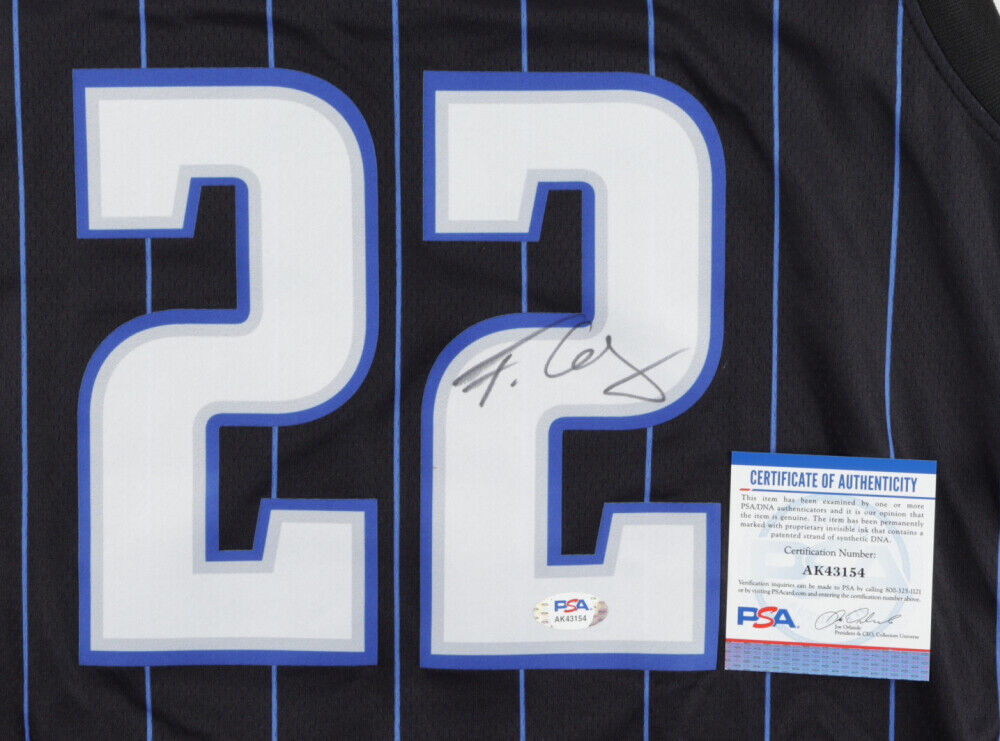 22
CERTIFICATE OF AUTHENTICITY
This item has been examined by one or more
PSA/DNA authenticators and it is our opinion that
the item is genuine. The item has been permanently
marked with proprietary invisible ink that contains a
patented strand of synthetic DNA.
Certification Number:
AK43154
Verification inquiries can be made to PSA by calling 800-325-1121
or by visiting PSAcard.com and entering the certification number above.
PSA
Joe Orlando
President & CEO, Collectors Universe
PSA
AK43154